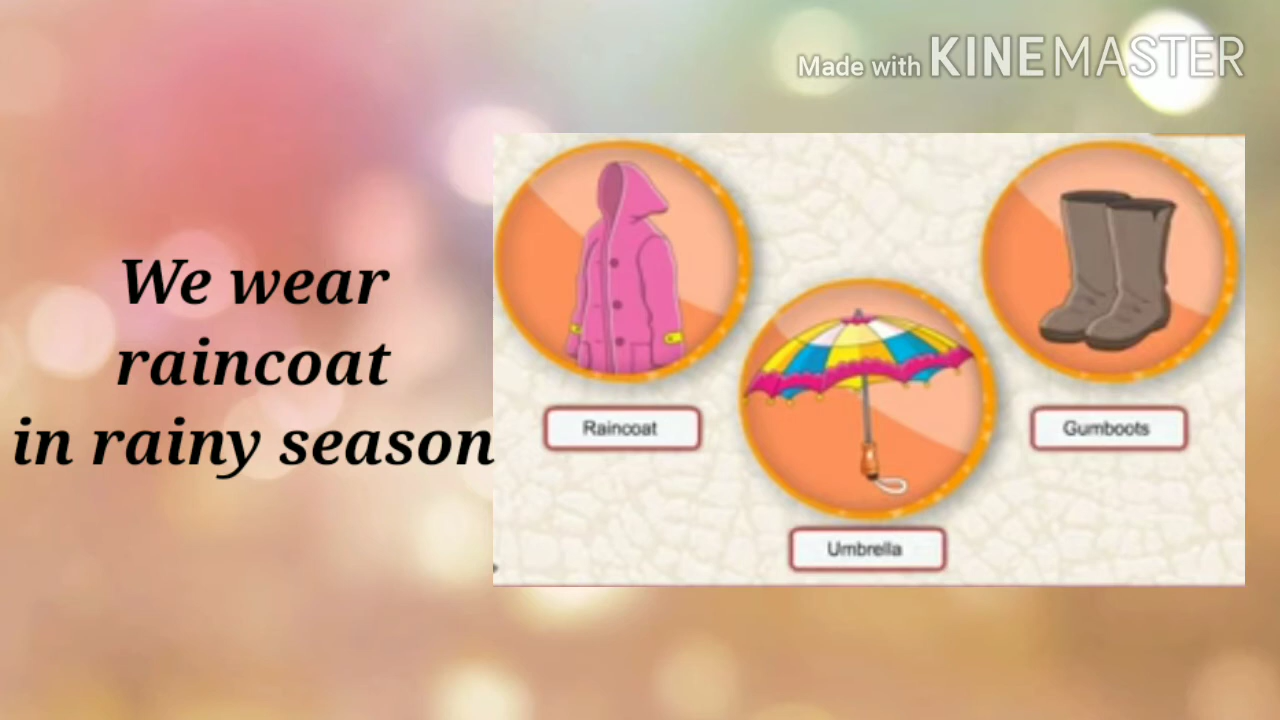 Made with KINEMASTER
We wear
raincoat
in rainy season
Raincoat
Gumboots
Umbrella